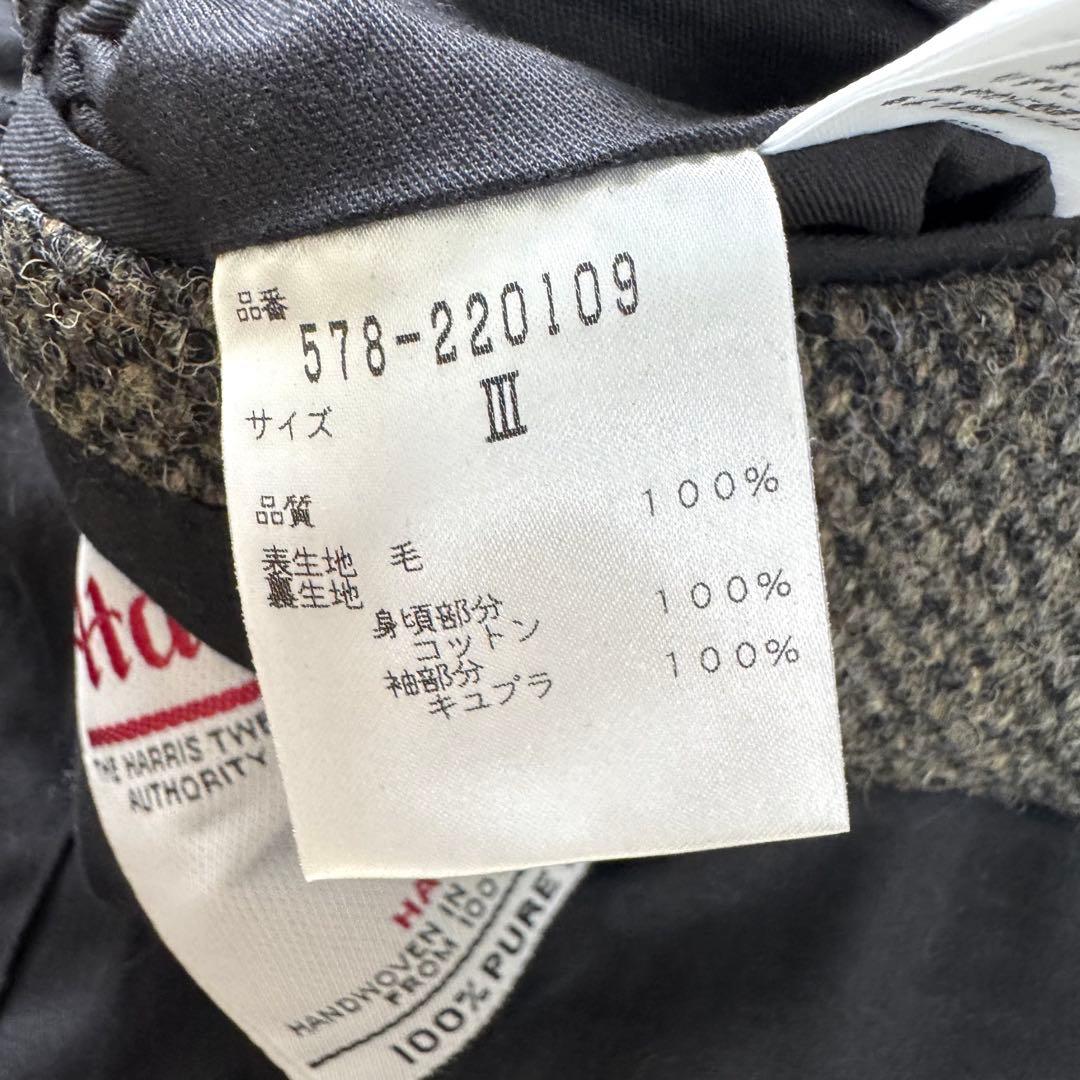 品番
578-220109
サイズ III
品質
表生地 毛 100%
裏生地
身頃部分
コットン 100%
袖部分
キュプラ 100%
Ha
THE HARRIS TWE
AUTHORITY
HA
HANDWOVEN IN
FROM 100
100% PURE